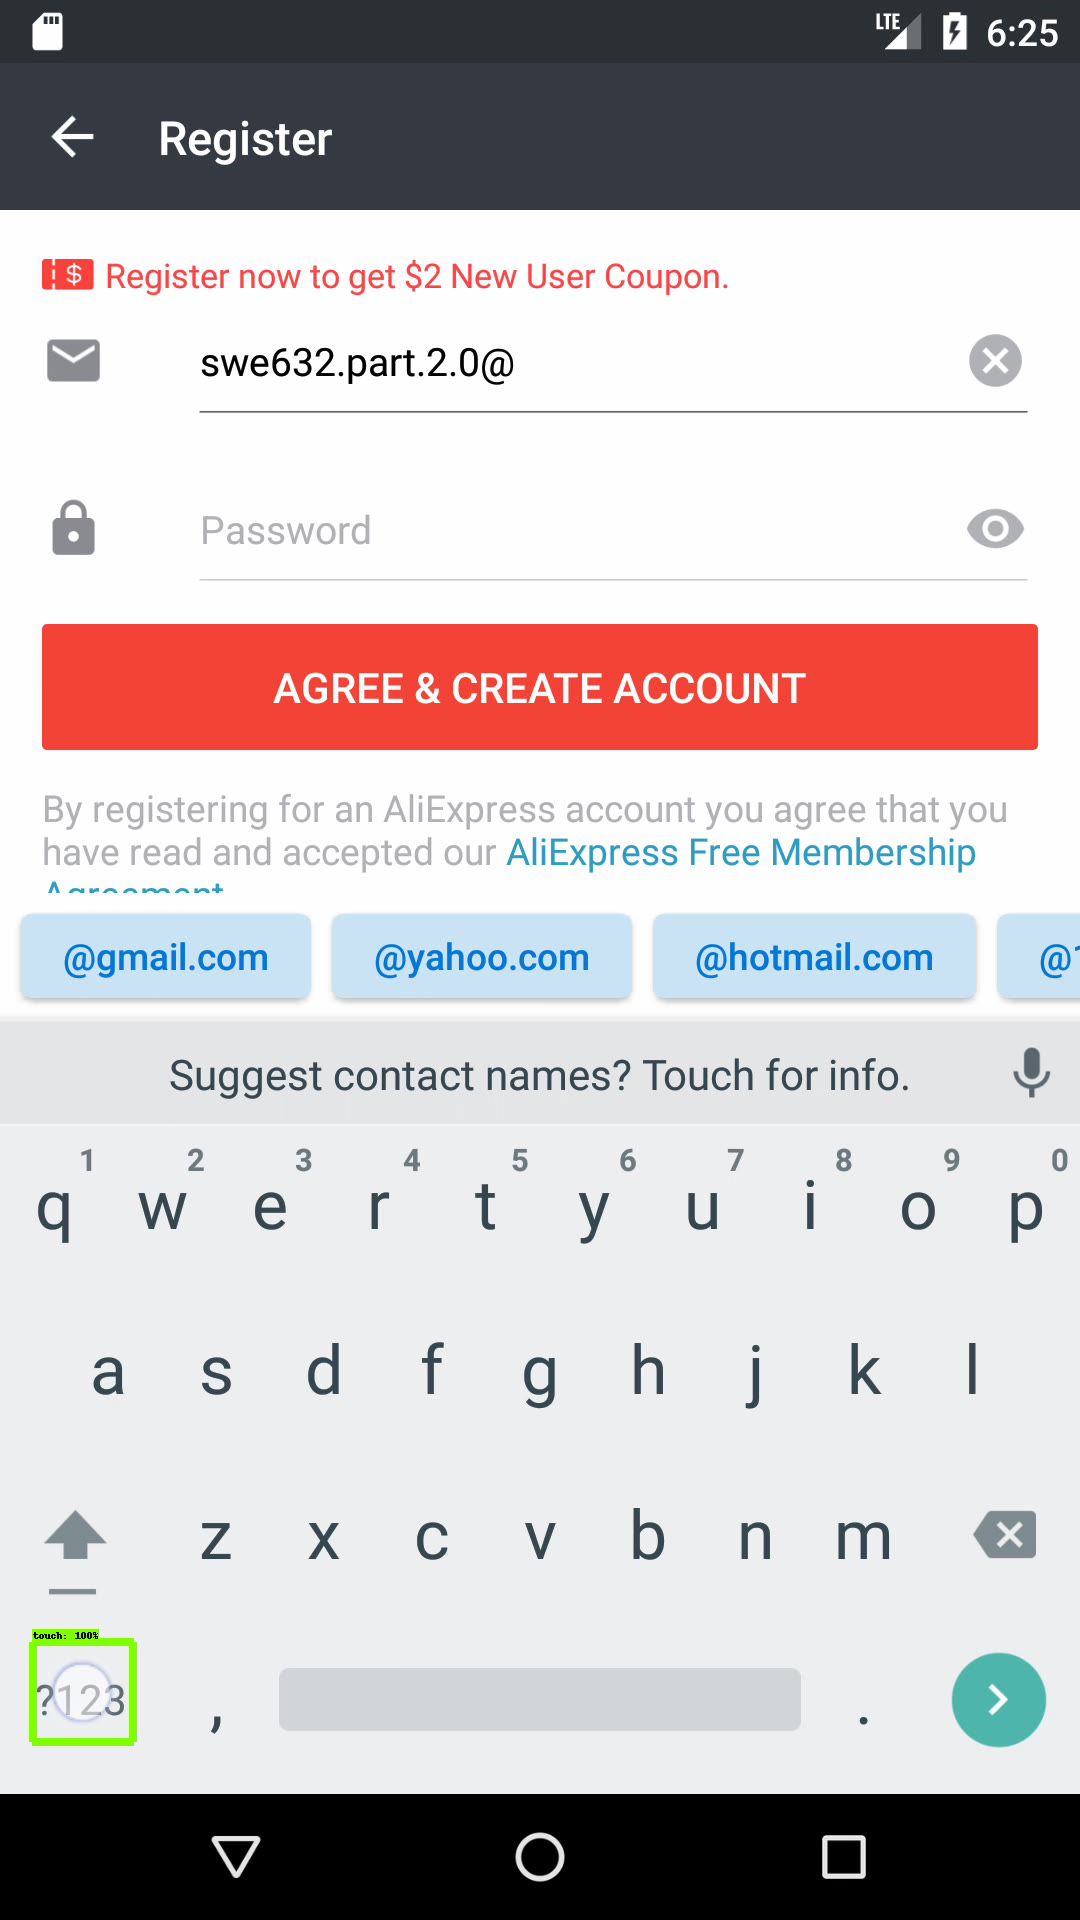 LTE 6:25
Register
$ Register now to get $2 New User Coupon.
swe632.part.2.0@
Password
AGREE & CREATE ACCOUNT
By registering for an AliExpress account you agree that you
have read and accepted our AliExpress Free Membership
Agreement
@gmail.com @yahoo.com @hotmail.com @1
Suggest contact names? Touch for info.
1 2 3 4 5 6 7 8 9 0
q w e r t y u i o p
a s d f g h j k l
z x c v b n m
touch: 100%
?123 , .